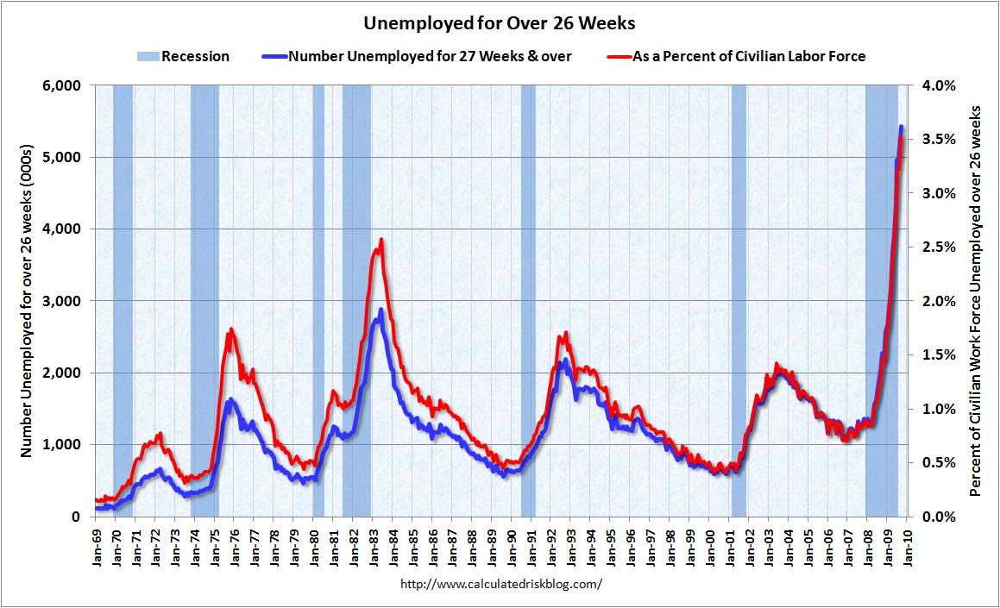 Unemployed for Over 26 Weeks
Recession
Number Unemployed for 27 Weeks & over
As a Percent of Civilian Labor Force
6,000
5,000
4,000
3,000
2,000
1,000
0
Number Unemployed for over 26 weeks (000s)
4.0%
3.5%
3.0%
2.5%
2.0%
1.5%
1.0%
0.5%
0.0%
Percent of Civilian Work Force Unemployed over 26 weeks
Jan-69
Jan-70
Jan-71
Jan-72
Jan-73
Jan-74
Jan-75
Jan-76
Jan-77
Jan-78
Jan-79
Jan-80
Jan-81
Jan-82
Jan-83
Jan-84
Jan-85
Jan-86
Jan-87
Jan-88
Jan-89
Jan-90
Jan-91
Jan-92
Jan-93
Jan-94
Jan-95
Jan-96
Jan-97
Jan-98
Jan-99
Jan-00
Jan-01
Jan-02
Jan-03
Jan-04
Jan-05
Jan-06
Jan-07
Jan-08
Jan-09
Jan-10
http://www.calculatedriskblog.com/